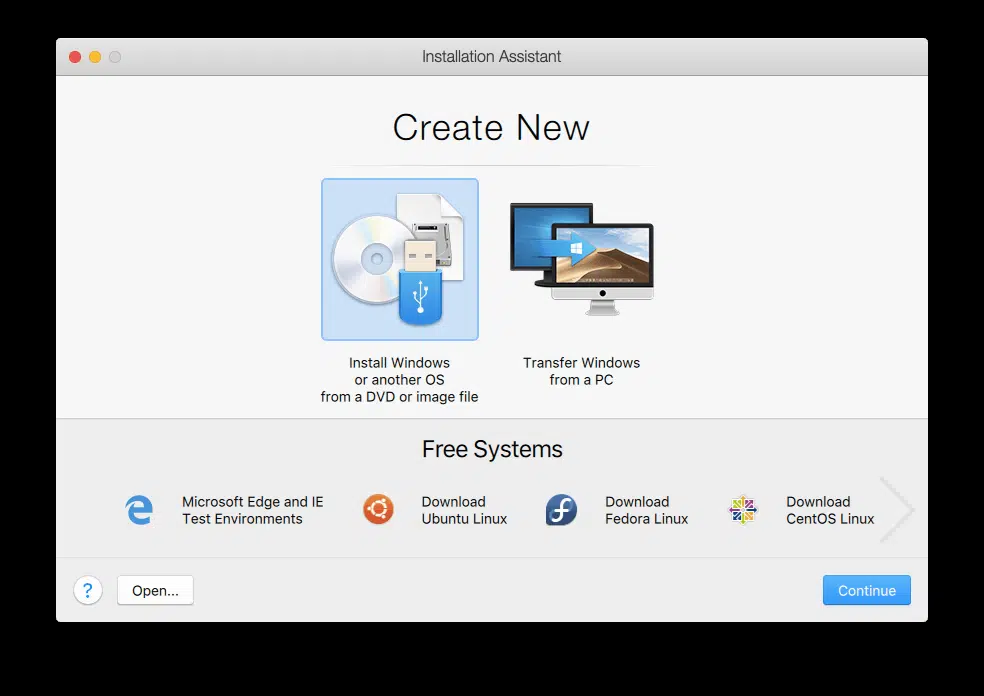 Installation Assistant
Create New
Install Windows
or another OS
from a DVD or image file
Transfer Windows
from a PC
Free Systems
Microsoft Edge and IE
Test Environments
Download
Ubuntu Linux
Download
Fedora Linux
Download
CentOS Linux
?
Open...
Continue